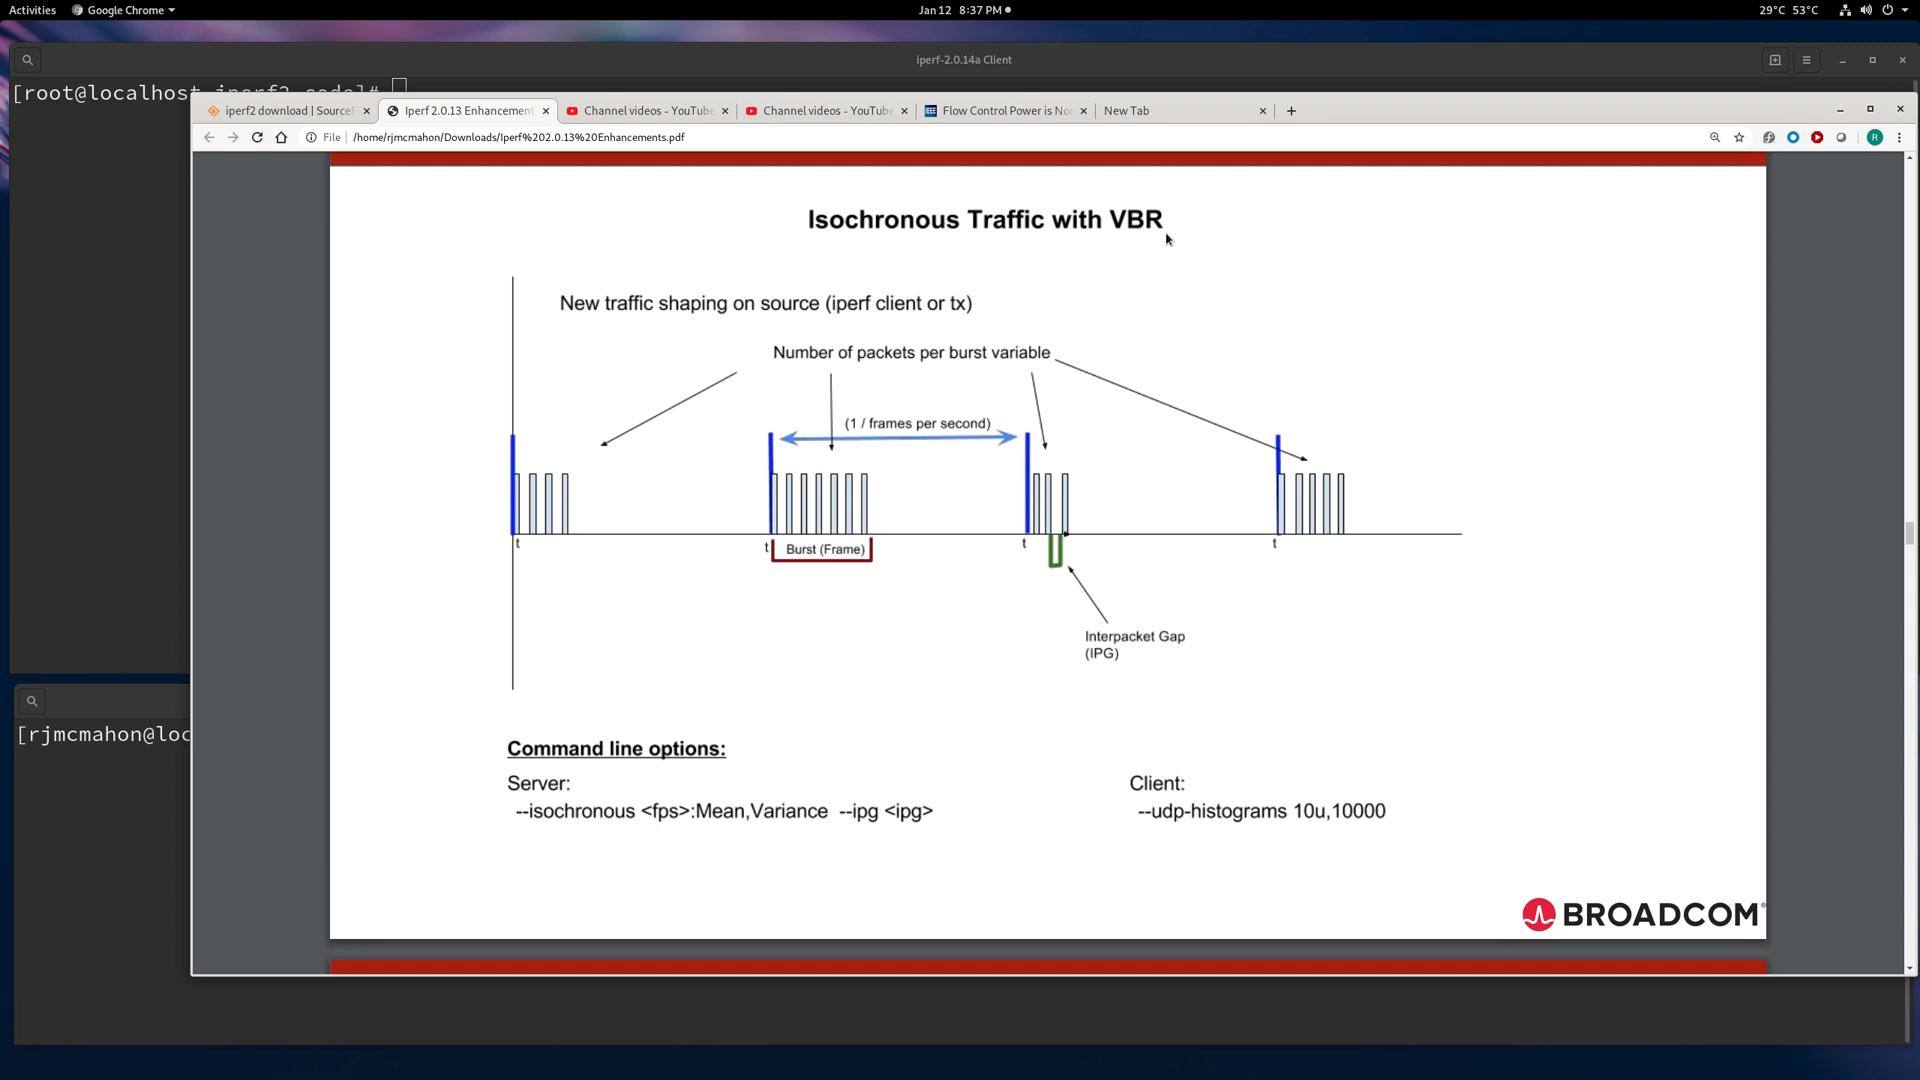 Activities
Google Chrome
Jan 12 8:37 PM
29°C 53°C
iperf-2.0.14a Client
[root@localhost iperf2-code]#
iperf2 download | SourceF
Iperf 2.0.13 Enhancement
Channel videos - YouTube
Channel videos - YouTube
Flow Control Power is Non
New Tab
File
/home/rjmcmahon/Downloads/Iperf%202.0.13%20Enhancements.pdf
R
Isochronous Traffic with VBR
New traffic shaping on source (iperf client or tx)
Number of packets per burst variable
(1 / frames per second)
t
t
t
t
Burst (Frame)
Interpacket Gap
(IPG)
[rjmcmahon@loc
Command line options:
Server:
--isochronous <fps>:Mean,Variance --ipg <ipg>
Client:
--udp-histograms 10u,10000
BROADCOM®